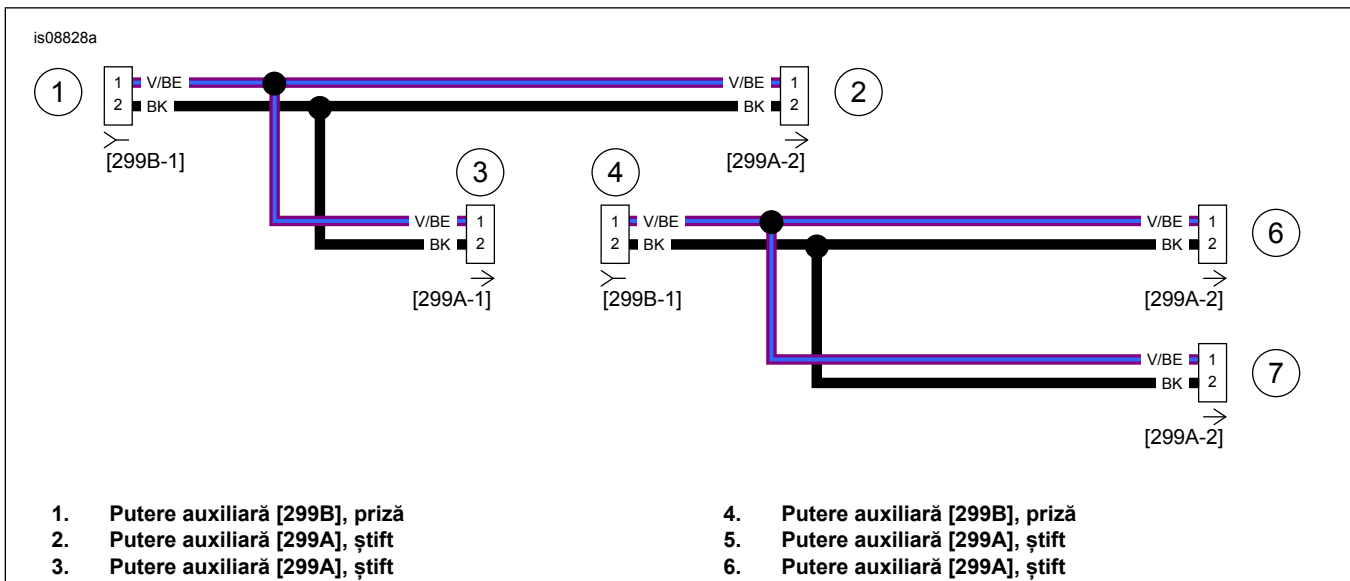 is08828a
1
1 V/BE
2 BK
[299B-1]
V/BE 1
BK 2
2
[299A-2]
3
V/BE 1
BK 2
[299A-1]
4
1 V/BE
2 BK
[299B-1]
V/BE 1
BK 2
6
[299A-2]
V/BE 1
BK 2
7
[299A-2]
1. Putere auxiliară [299B], priză
2. Putere auxiliară [299A], știft
3. Putere auxiliară [299A], știft
4. Putere auxiliară [299B], priză
5. Putere auxiliară [299A], știft
6. Putere auxiliară [299A], știft